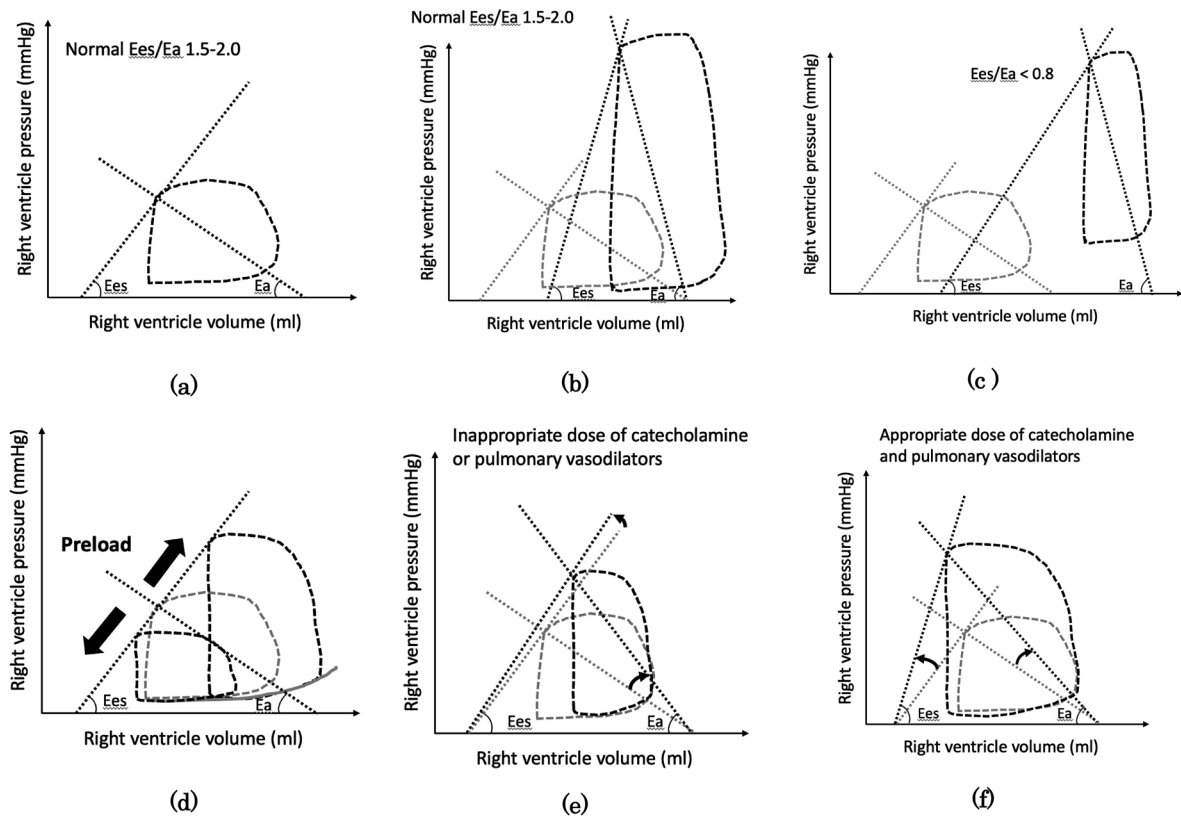 Normal Ees/Ea 1.5-2.0
Right ventricle pressure (mmHg)
Ees
Ea
Right ventricle volume (ml)
(a)
Normal Ees/Ea 1.5-2.0
Right ventricle pressure (mmHg)
Ees
Ea
Right ventricle volume (ml)
(b)
Ees/Ea < 0.8
Right ventricle pressure (mmHg)
Ees
Ea
Right ventricle volume (ml)
(c )
Right ventricle pressure (mmHg)
Preload
Ees
Ea
Right ventricle volume (ml)
(d)
Inappropriate dose of catecholamine
or pulmonary vasodilators
Right ventricle pressure (mmHg)
Ees
Ea
Right ventricle volume (ml)
(e)
Appropriate dose of catecholamine
and pulmonary vasodilators
Right ventricle pressure (mmHg)
Ees
Ea
Right ventricle volume (ml)
(f)